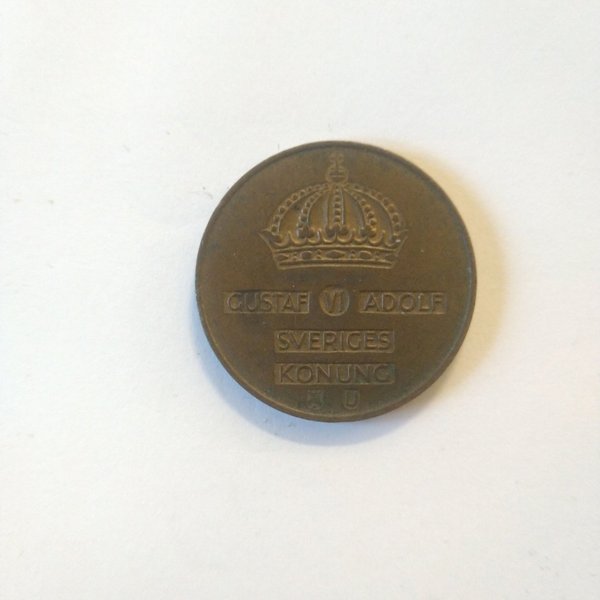 GUSTAF VI ADOLF
SVERIGES
KONUNG
U